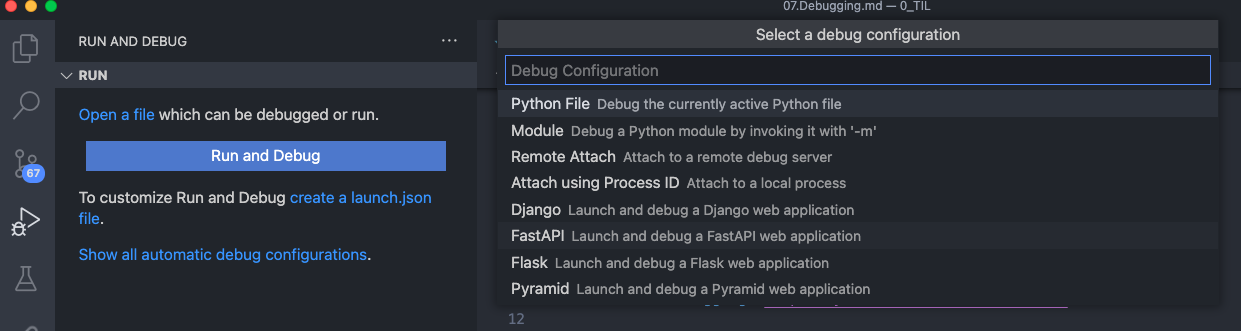 07.Debugging.md — 0_TIL
RUN AND DEBUG
···
RUN
Open a file which can be debugged or run.
Run and Debug
67
To customize Run and Debug create a launch.json
file.
Show all automatic debug configurations.
Select a debug configuration
Debug Configuration
Python File Debug the currently active Python file
Module Debug a Python module by invoking it with '-m'
Remote Attach Attach to a remote debug server
Attach using Process ID Attach to a local process
Django Launch and debug a Django web application
FastAPI Launch and debug a FastAPI web application
Flask Launch and debug a Flask web application
Pyramid Launch and debug a Pyramid web application
12